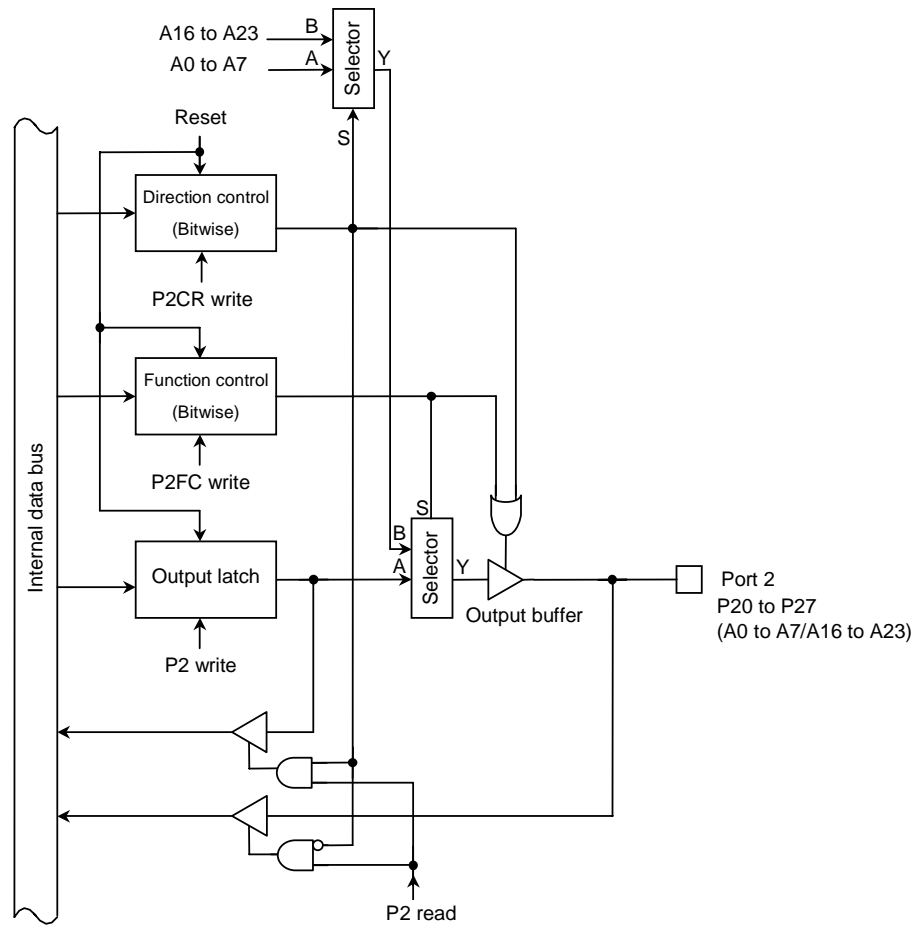 A16 to A23
B
A0 to A7
A
Selector
Y
S
Reset
Direction control
(Bitwise)
P2CR write
Function control
(Bitwise)
P2FC write
Internal data bus
Output latch
P2 write
S
B
A
Selector
Y
Output buffer
Port 2
P20 to P27
(A0 to A7/A16 to A23)
P2 read